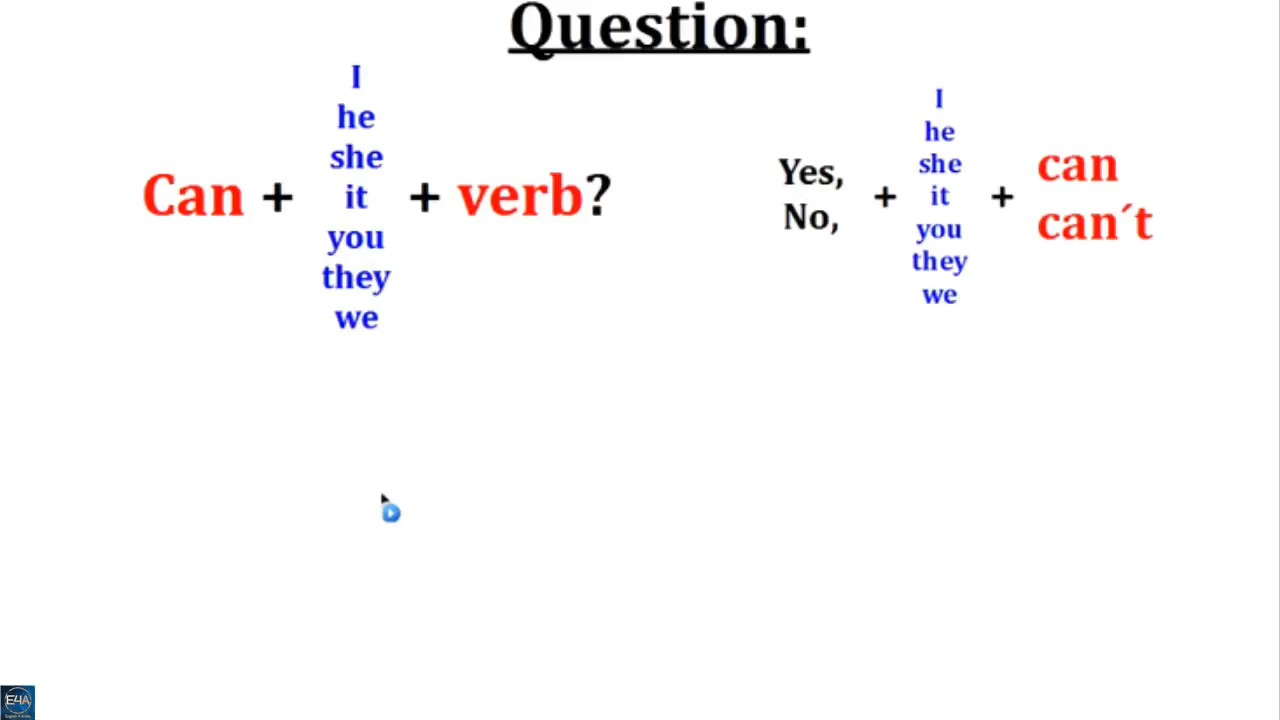 Question:
Can +
I
he
she
it
you
they
we
+ verb?
Yes,
No,
+
I
he
she
it
you
they
we
+
can
can´t
E4A